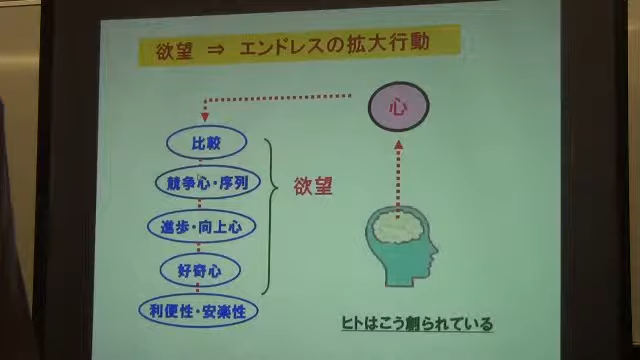 欲望 ⇒ エンドレスの拡大行動
心
比較
競争心・序列
欲望
進歩・向上心
好奇心
利便性・安楽性
ヒトはこう創られている